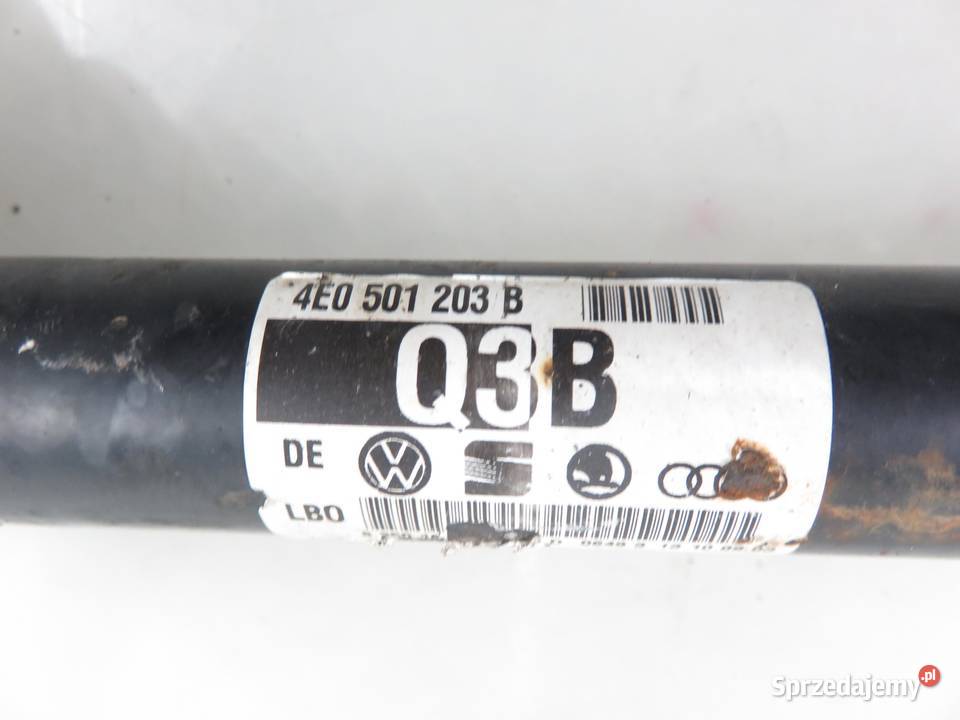 4E0 501 203 B
Q3B
DE
LBO
Sprzedajemy.pl